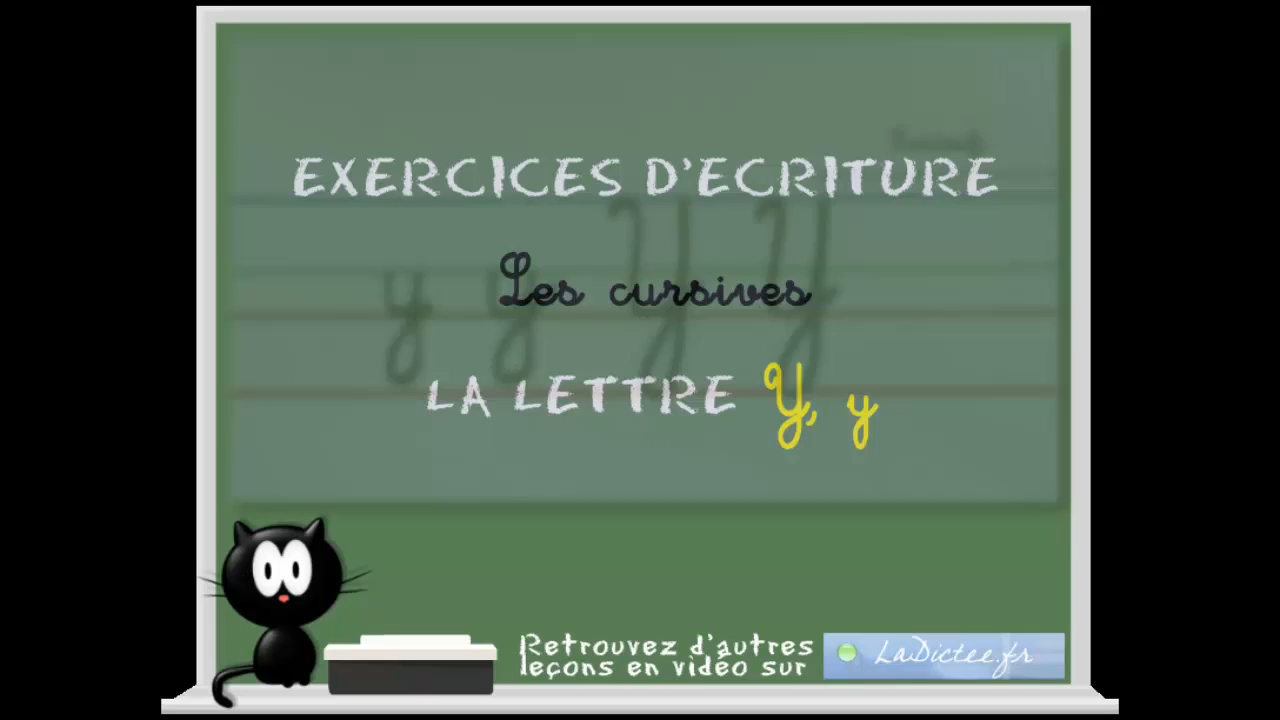 EXERCICES D'ECRITURE
Les cursives
y y Y Y
LA LETTRE Y, y
Retrouvez d'autres
leçons en vidéo sur
LaDictee.fr